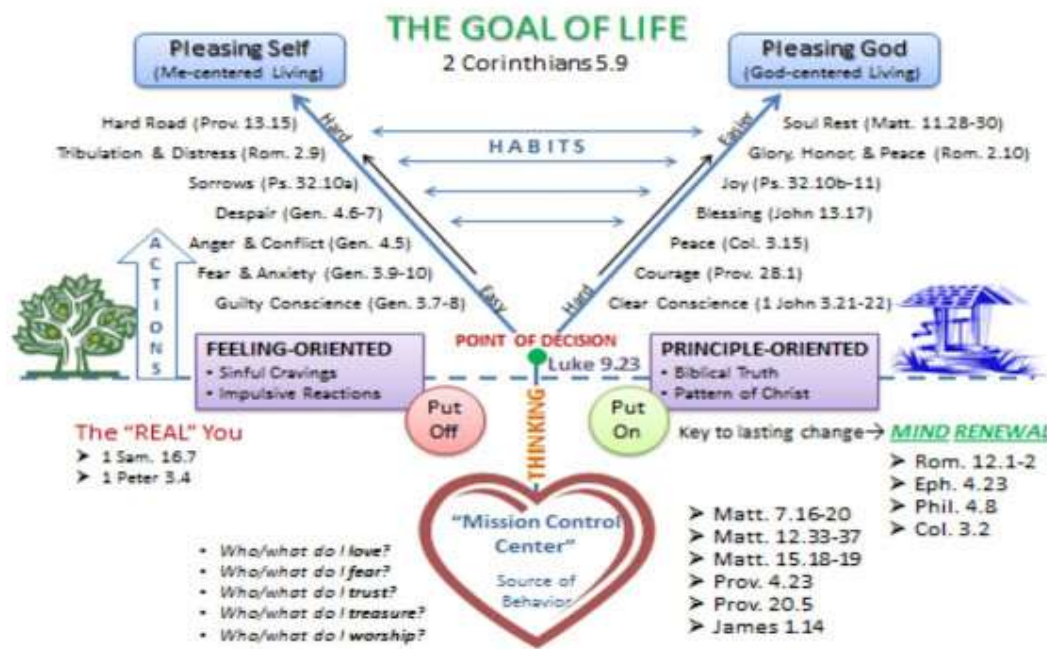 THE GOAL OF LIFE
2 Corinthians 5.9
Pleasing Self
(Me-centered Living)
Pleasing God
(God-centered Living)
Hard
Easier
HABITS
Hard Road (Prov. 13.15)
Tribulation & Distress (Rom. 2.9)
Sorrows (Ps. 32.10a)
Despair (Gen. 4.6-7)
Anger & Conflict (Gen. 4.5)
Fear & Anxiety (Gen. 3.9-10)
Guilty Conscience (Gen. 3.7-8)
Soul Rest (Matt. 11.28-30)
Glory, Honor, & Peace (Rom. 2.10)
Joy (Ps. 32.10b-11)
Blessing (John 13.17)
Peace (Col. 3.15)
Courage (Prov. 28.1)
Clear Conscience (1 John 3.21-22)
ACTIONS
Easy
Hard
POINT OF DECISION
Luke 9.23
FEELING-ORIENTED
• Sinful Cravings
• Impulsive Reactions
PRINCIPLE-ORIENTED
• Biblical Truth
• Pattern of Christ
Put
Off
Put
On
THINKING
The "REAL" You
➤ 1 Sam. 16.7
➤ 1 Peter 3.4
Key to lasting change→ MIND RENEWAL
➤ Rom. 12.1-2
➤ Eph. 4.23
➤ Phil. 4.8
➤ Col. 3.2
"Mission Control
Center"
Source of
Behavior
• Who/what do I love?
• Who/what do I fear?
• Who/what do I trust?
• Who/what do I treasure?
• Who/what do I worship?
➤ Matt. 7.16-20
➤ Matt. 12.33-37
➤ Matt. 15.18-19
➤ Prov. 4.23
➤ Prov. 20.5
➤ James 1.14